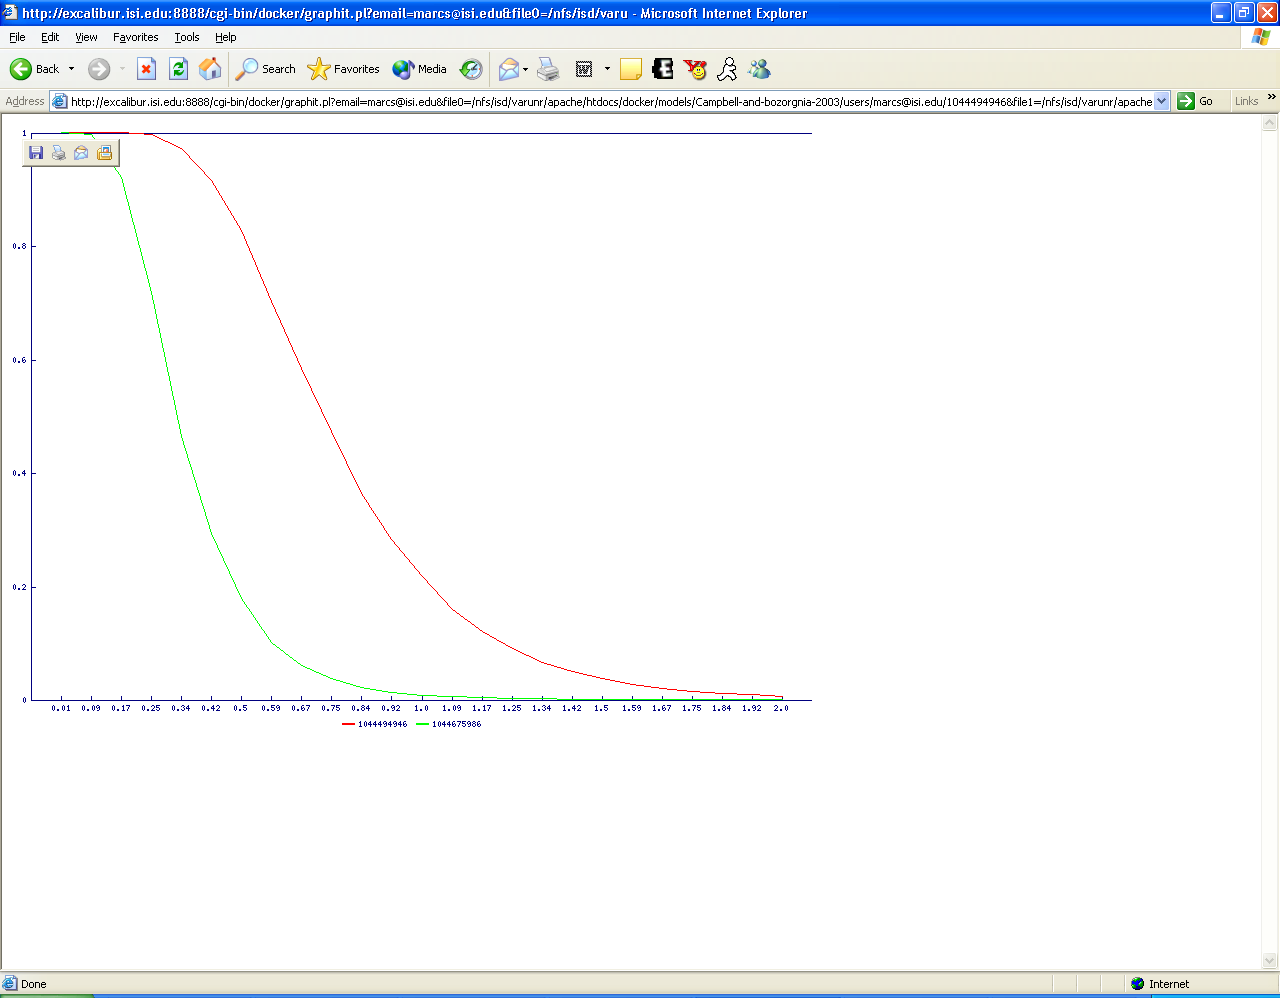 http://excalibur.isi.edu:8888/cgi-bin/docker/graphit.pl?email=marcs@isi.edu&file0=/nfs/isd/varu - Microsoft Internet Explorer
File Edit View Favorites Tools Help
Back Search Favorites Media
Address http://excalibur.isi.edu:8888/cgi-bin/docker/graphit.pl?email=marcs@isi.edu&file0=/nfs/isd/varunr/apache/htdocs/docker/models/Campbell-and-bozorgnia-2003/users/marcs@isi.edu/1044494946&file1=/nfs/isd/varunr/apache Go Links »
1
0.8
0.6
0.4
0.2
0
0.01 0.09 0.17 0.25 0.34 0.42 0.5 0.59 0.67 0.75 0.84 0.92 1.0 1.09 1.17 1.25 1.34 1.42 1.5 1.59 1.67 1.75 1.84 1.92 2.0
1044494946 1044675986
Done Internet